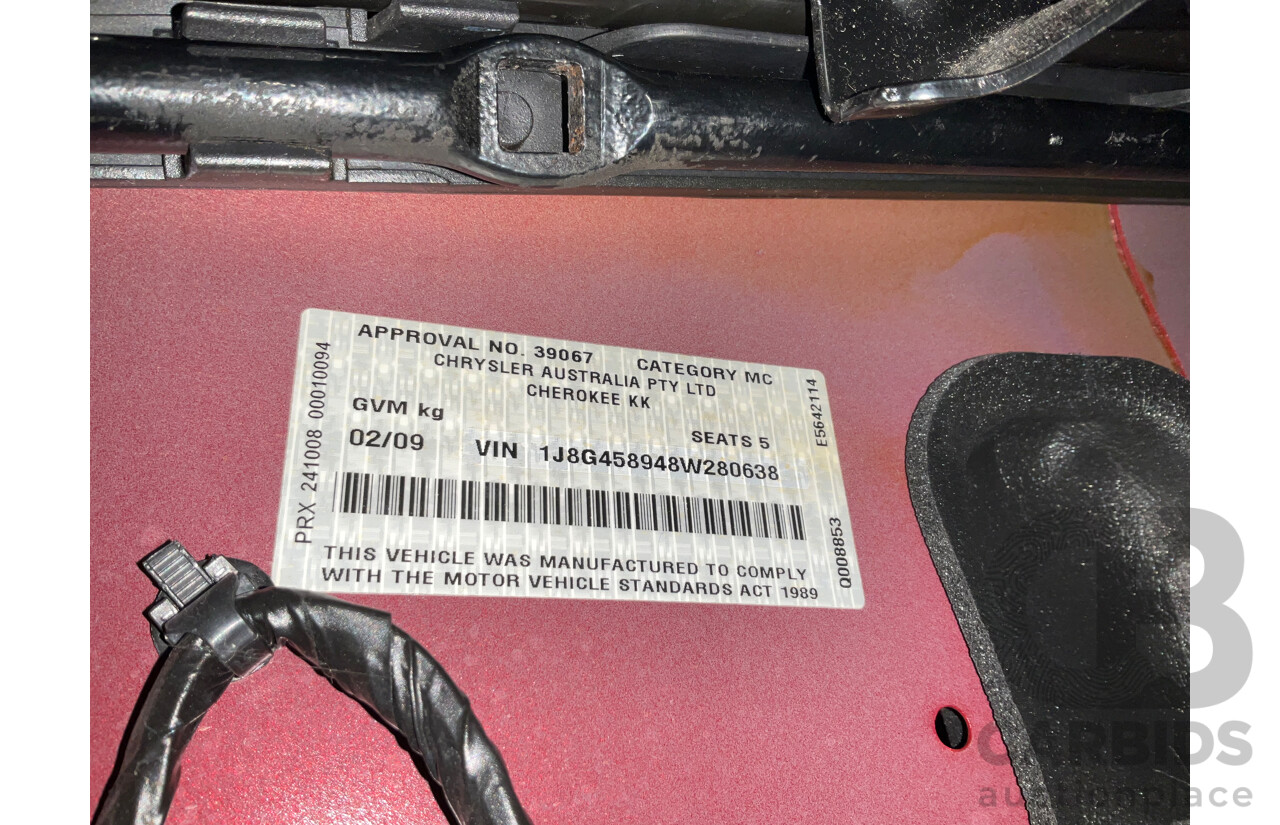 APPROVAL NO. 39067 CATEGORY MC
CHRYSLER AUSTRALIA PTY LTD
CHEROKEE KK
GVM kg
SEATS 5
02/09 VIN 1J8G458948W280638
THIS VEHICLE WAS MANUFACTURED TO COMPLY
WITH THE MOTOR VEHICLE STANDARDS ACT 1989
PRX 241008 00010094
E5642114
Q008853
CARBIDS
auctionplace